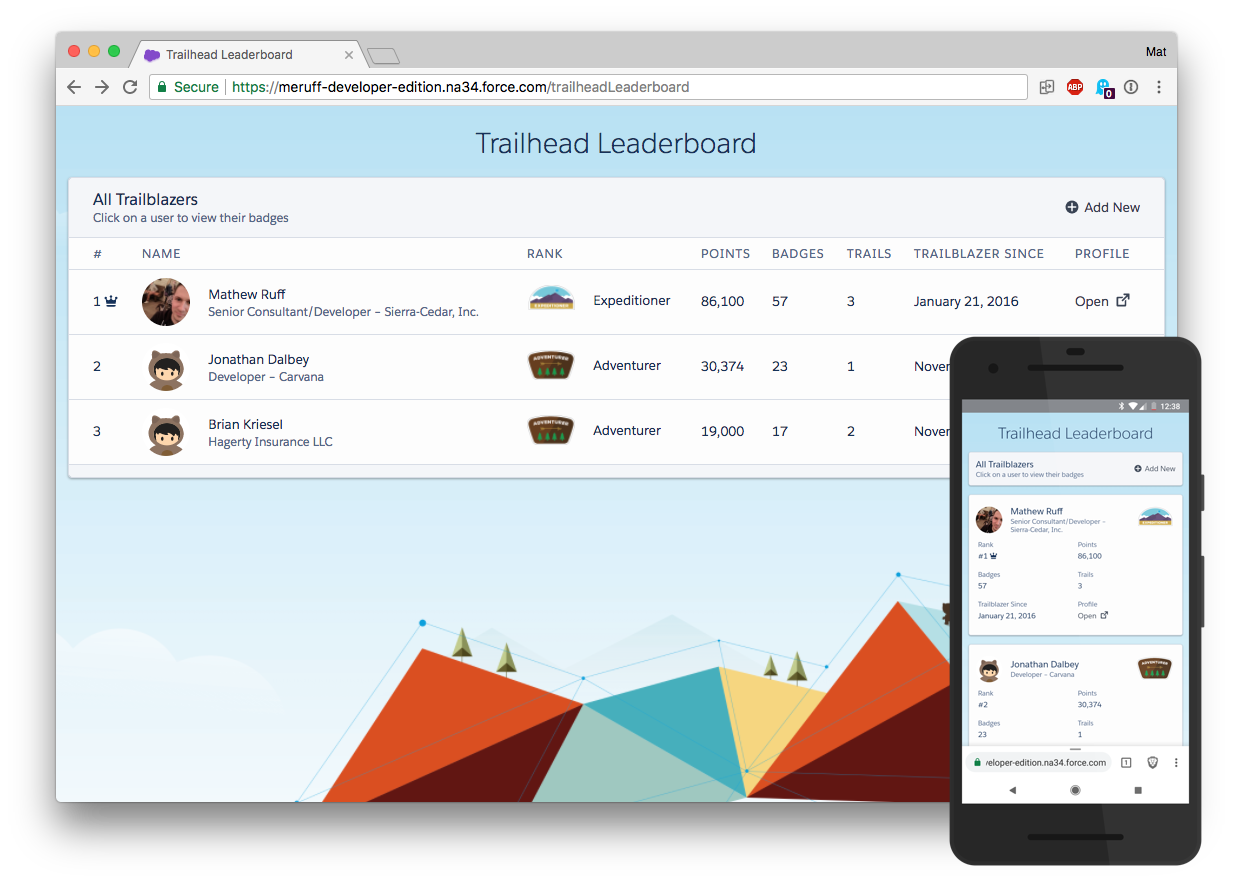 Trailhead Leaderboard
Mat
Secure https://meruff-developer-edition.na34.force.com/trailheadLeaderboard
ABP
0
Trailhead Leaderboard
All Trailblazers
Click on a user to view their badges
Add New
# NAME RANK POINTS BADGES TRAILS TRAILBLAZER SINCE PROFILE
1 Mathew Ruff
Senior Consultant/Developer – Sierra-Cedar, Inc.
EXPEDITIONER
Expeditioner 86,100 57 3 January 21, 2016 Open
2 Jonathan Dalbey
Developer – Carvana
ADVENTURER
Adventurer 30,374 23 1 Nover
3 Brian Kriesel
Hagerty Insurance LLC
ADVENTURER
Adventurer 19,000 17 2 Nover
12:38
Trailhead Leaderboard
All Trailblazers
Click on a user to view their badges
Add New
Mathew Ruff
Senior Consultant/Developer –
Sierra-Cedar, Inc.
EXPEDITIONER
Rank Points
#1 86,100
Badges Trails
57 3
Trailblazer Since Profile
January 21, 2016 Open
Jonathan Dalbey
Developer – Carvana
ADVENTURER
Rank Points
#2 30,374
Badges Trails
23 1
veloper-edition.na34.force.com
1